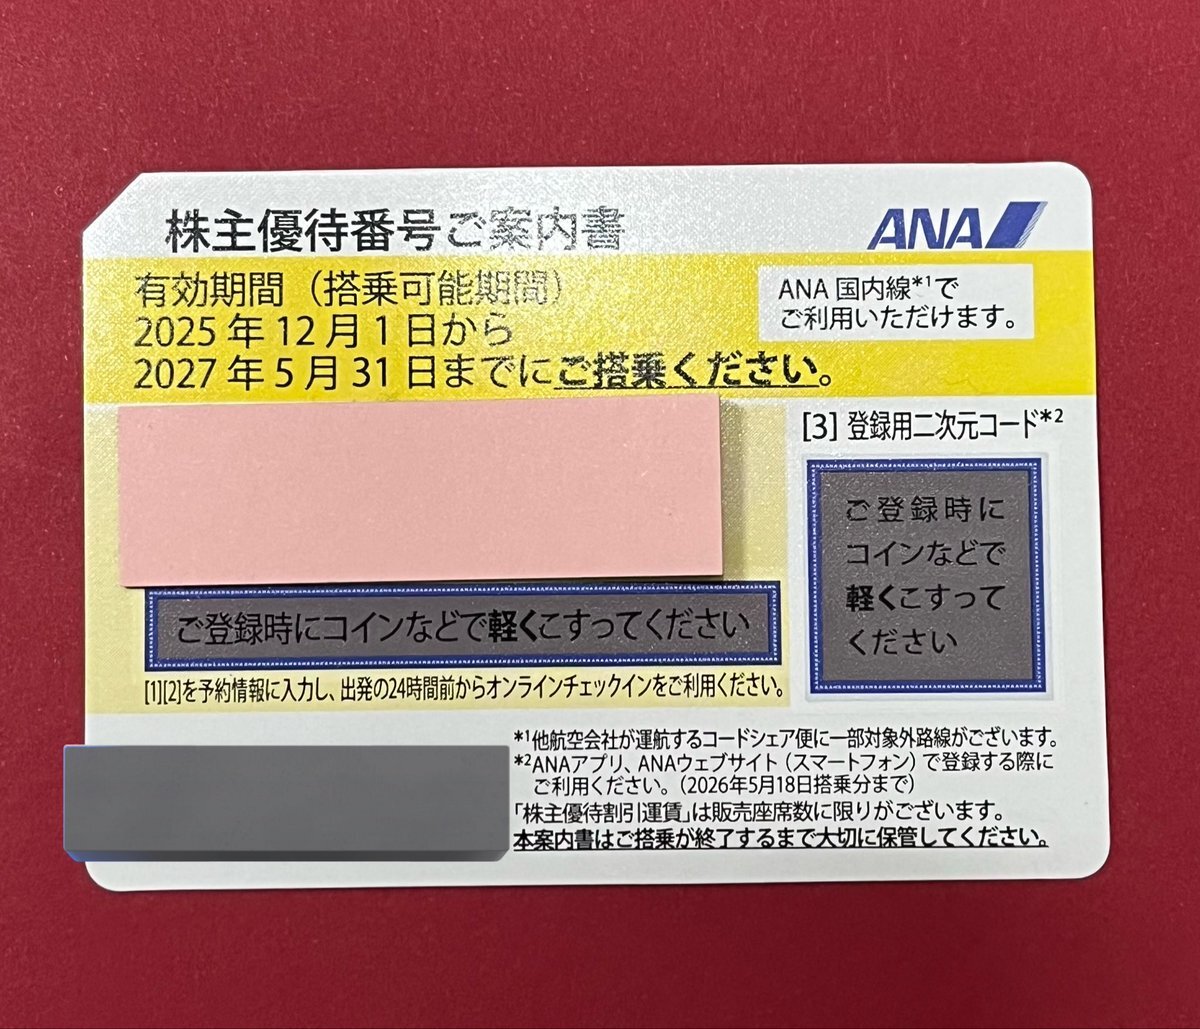 株主優待番号ご案内書
ANA
有効期間（搭乗可能期間）
2025年12月1日から
2027年5月31日までにご搭乗ください。
ANA国内線*1で
ご利用いただけます。
[3] 登録用二次元コード*2
ご登録時に
コインなどで
軽くこすって
ください
ご登録時にコインなどで軽くこすってください
[1][2]を予約情報に入力し、出発の24時間前からオンラインチェックインをご利用ください。
*1他航空会社が運航するコードシェア便に一部対象外路線がございます。
*2ANAアプリ、ANAウェブサイト（スマートフォン）で登録する際に
ご利用ください。（2026年5月18日搭乗分まで）
「株主優待割引運賃」は販売座席数に限りがございます。
本案内書はご搭乗が終了するまで大切に保管してください。